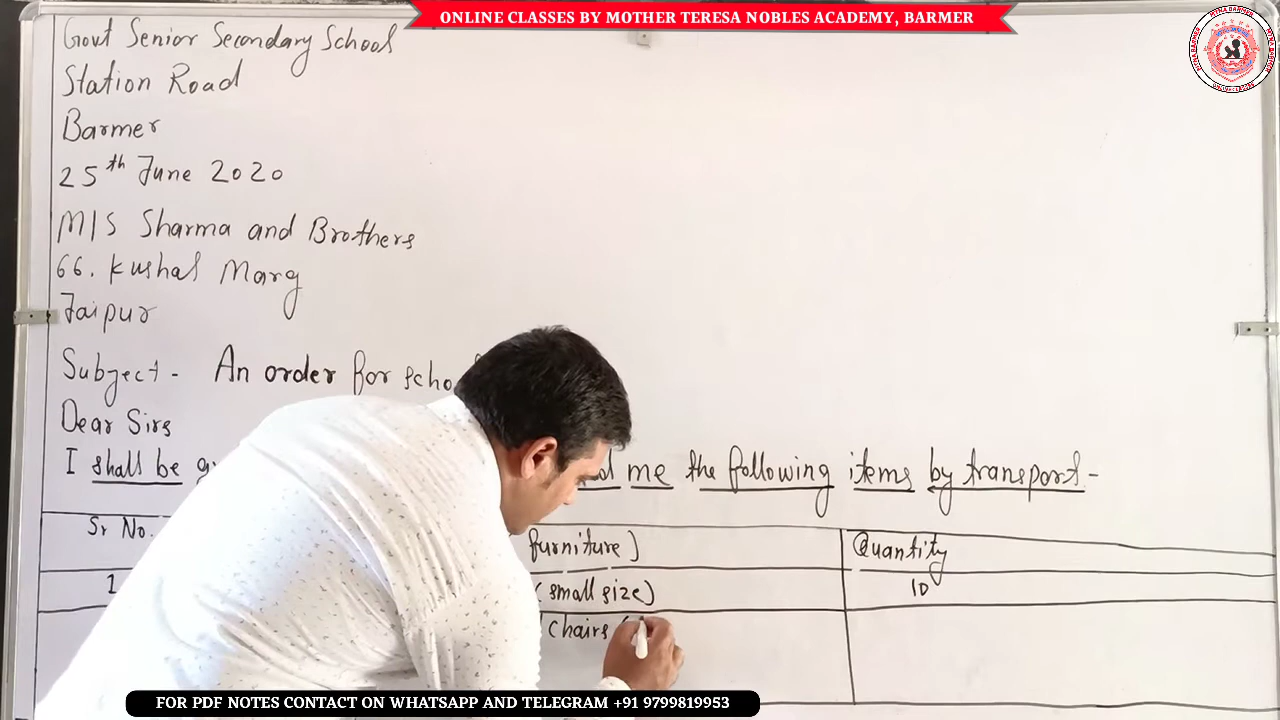 ONLINE CLASSES BY MOTHER TERESA NOBLES ACADEMY, BARMER
Govt Senior Secondary School
Station Road
Barmer
25th June 2020
M/S Sharma and Brothers
66. Kushal Marg
Jaipur
Subject - An order for scho
Dear Sirs
I shall be me the following items by transport-
Sr No. furniture] Quantity
1 (small size) 10
chairs (
FOR PDF NOTES CONTACT ON WHATSAPP AND TELEGRAM +91 9799819953